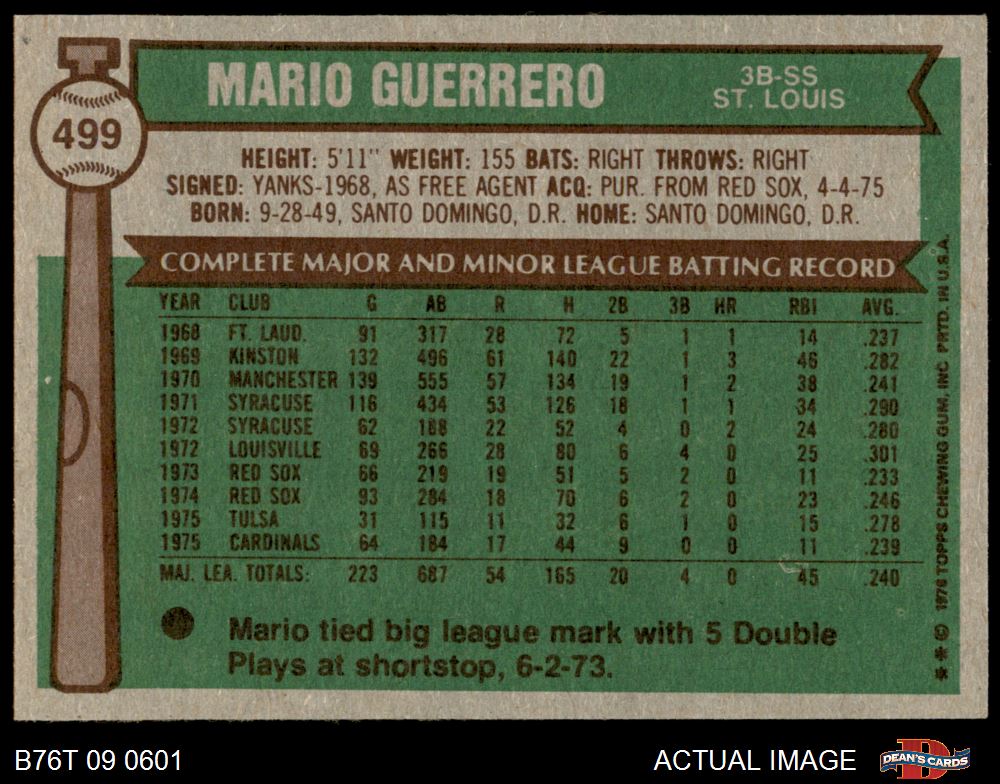 499
MARIO GUERRERO
3B-SS
ST. LOUIS
HEIGHT: 5'11" WEIGHT: 155 BATS: RIGHT THROWS: RIGHT
SIGNED: YANKS-1968, AS FREE AGENT ACQ: PUR. FROM RED SOX, 4-4-75
BORN: 9-28-49, SANTO DOMINGO, D.R. HOME: SANTO DOMINGO, D.R.
COMPLETE MAJOR AND MINOR LEAGUE BATTING RECORD
YEAR CLUB G AB R H 2B 3B HR RBI AVG.
1968 FT. LAUD. 91 317 28 72 5 1 1 14 .237
1969 KINSTON 132 496 61 140 22 1 3 46 .282
1970 MANCHESTER 139 555 57 134 19 1 2 38 .241
1971 SYRACUSE 116 434 53 126 18 1 1 34 .290
1972 SYRACUSE 62 188 22 52 4 0 2 24 .280
1972 LOUISVILLE 69 266 28 80 6 4 0 25 .301
1973 RED SOX 66 219 19 51 5 2 0 11 .233
1974 RED SOX 93 284 18 70 6 2 0 23 .246
1975 TULSA 31 115 11 32 6 1 0 15 .278
1975 CARDINALS 64 184 17 44 9 0 0 11 .239
MAJ. LEA. TOTALS: 223 687 54 165 20 4 0 45 .240
Mario tied big league mark with 5 Double
Plays at shortstop, 6-2-73.
** © 1976 TOPPS CHEWING GUM, INC PRTD. IN U.S.A.
B76T 09 0601
ACTUAL IMAGE
DEAN'S CARDS